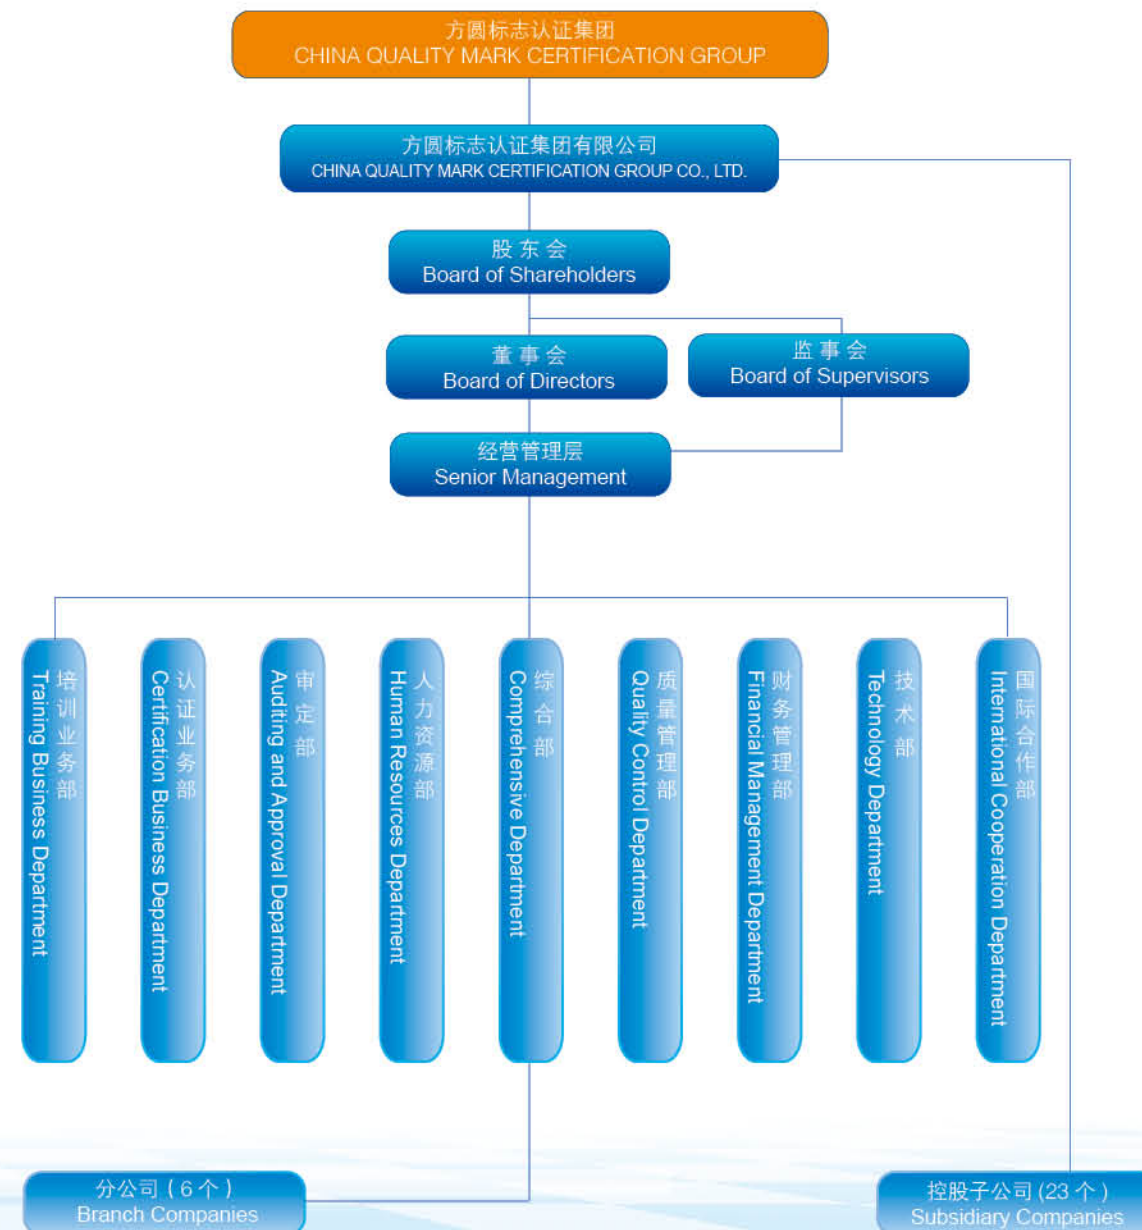 方圆标志认证集团
CHINA QUALITY MARK CERTIFICATION GROUP
方圆标志认证集团有限公司
CHINA QUALITY MARK CERTIFICATION GROUP CO., LTD.
股东会
Board of Shareholders
董事会
Board of Directors
监事会
Board of Supervisors
经营管理层
Senior Management
培训业务部
Training Business Department
认证业务部
Certification Business Department
审定部
Auditing and Approval Department
人力资源部
Human Resources Department
综合部
Comprehensive Department
质量管理部
Quality Control Department
财务管理部
Financial Management Department
技术部
Technology Department
国际合作部
International Cooperation Department
分公司(6个)
Branch Companies
控股子公司(23个)
Subsidiary Companies